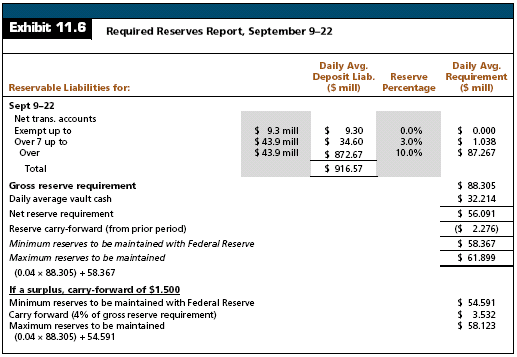 Exhibit 11.6 Required Reserves Report, September 9–22
Daily Avg. Daily Avg.
Deposit Liab. Reserve Requirement
Reservable Liabilities for: ($ mill) Percentage ($ mill)
Sept 9–22
Net trans. accounts
Exempt up to $ 9.3 mill $ 9.30 0.0% $ 0.000
Over 7 up to $ 43.9 mill $ 34.60 3.0% $ 1.038
Over $ 43.9 mill $ 872.67 10.0% $ 87.267
Total $ 916.57
Gross reserve requirement $ 88.305
Daily average vault cash $ 32.214
Net reserve requirement $ 56.091
Reserve carry-forward (from prior period) ($ 2.276)
Minimum reserves to be maintained with Federal Reserve $ 58.367
Maximum reserves to be maintained $ 61.899
(0.04 × 88.305) + 58.367
If a surplus, carry-forward of $1.500
Minimum reserves to be maintained with Federal Reserve $ 54.591
Carry forward (4% of gross reserve requirement) $ 3.532
Maximum reserves to be maintained $ 58.123
(0.04 × 88.305) + 54.591